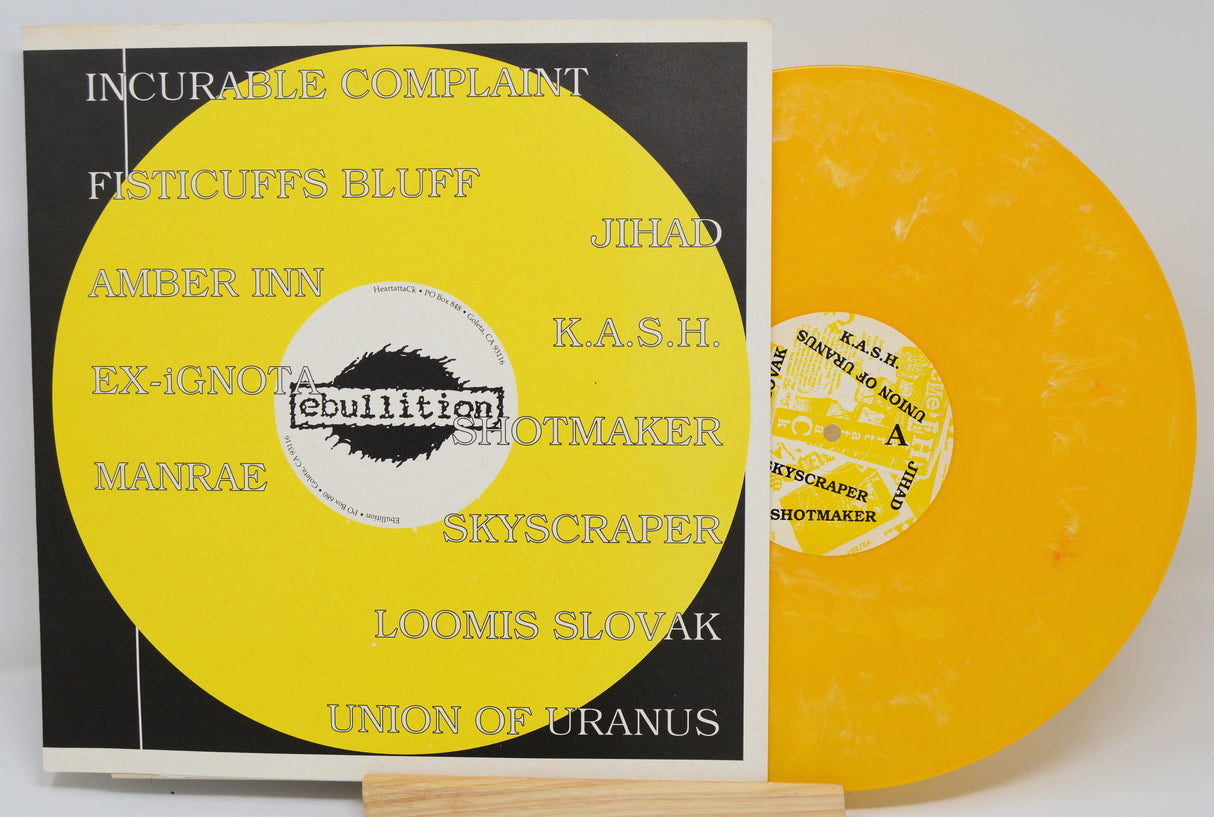 INCURABLE COMPLAINT
FISTICUFFS BLUFF
JIHAD
AMBER INN
HeartattaCk • PO Box 848 • Goleta, CA 93116
K.A.S.H.
EX-iGNOTA
ebullition
SHOTMAKER
MANRAE
Ebullition • PO Box 680 • Goleta, CA 93116
SKYSCRAPER
LOOMIS SLOVAK
UNION OF URANUS
K.A.S.H.
UNION OF URANUS
A
JIHAD
SKYSCRAPER
SHOTMAKER